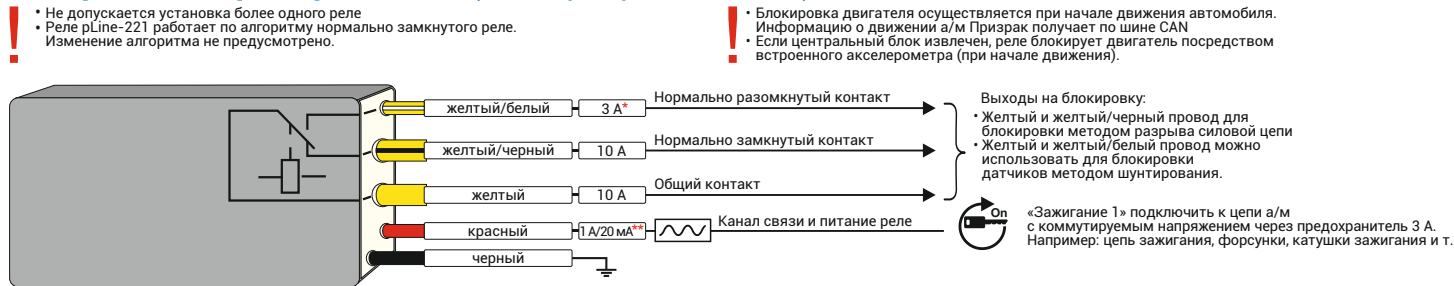 • Не допускается установка более одного реле
• Реле pLine-221 работает по алгоритму нормально замкнутого реле.
Изменение алгоритма не предусмотрено.
• Блокировка двигателя осуществляется при начале движения автомобиля.
Информацию о движении а/м Призрак получает по шине CAN
• Если центральный блок извлечен, реле блокирует двигатель посредством
встроенного акселерометра (при начале движения).
желтый/белый 3 А* Нормально разомкнутый контакт
желтый/черный 10 А Нормально замкнутый контакт
желтый 10 А Общий контакт
красный 1 А/20 мА** Канал связи и питание реле
черный
Выходы на блокировку:
• Желтый и желтый/черный провод для
блокировки методом разрыва силовой цепи
• Желтый и желтый/белый провод можно
использовать для блокировки
датчиков методом шунтирования.
On
«Зажигание 1» подключить к цепи а/м
с коммутируемым напряжением через предохранитель 3 А.
Например: цепь зажигания, форсунки, катушки зажигания и т.